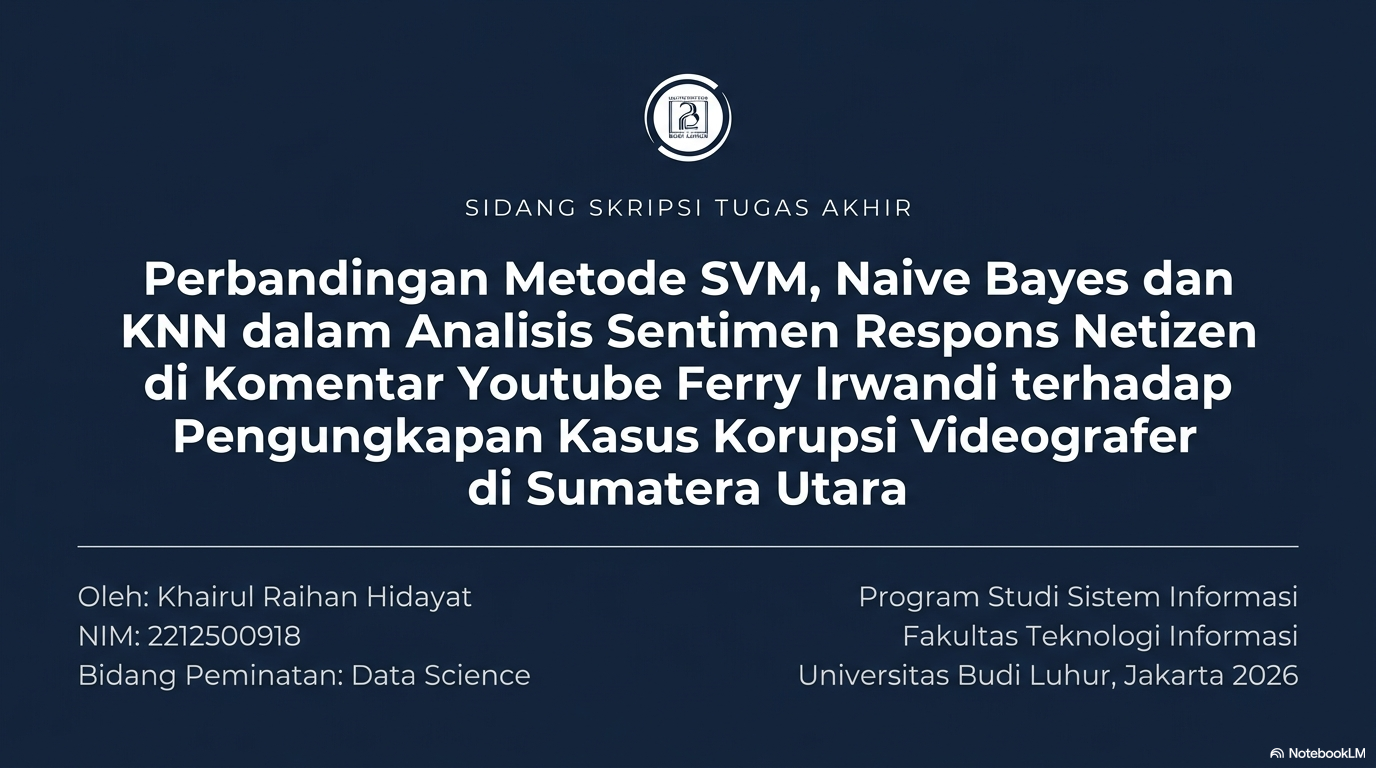 SIDANG SKRIPSI TUGAS AKHIR
Perbandingan Metode SVM, Naive Bayes dan
KNN dalam Analisis Sentimen Respons Netizen
di Komentar Youtube Ferry Irwandi terhadap
Pengungkapan Kasus Korupsi Videografer
di Sumatera Utara
Oleh: Khairul Raihan Hidayat
NIM: 2212500918
Bidang Peminatan: Data Science
Program Studi Sistem Informasi
Fakultas Teknologi Informasi
Universitas Budi Luhur, Jakarta 2026
NotebookLM